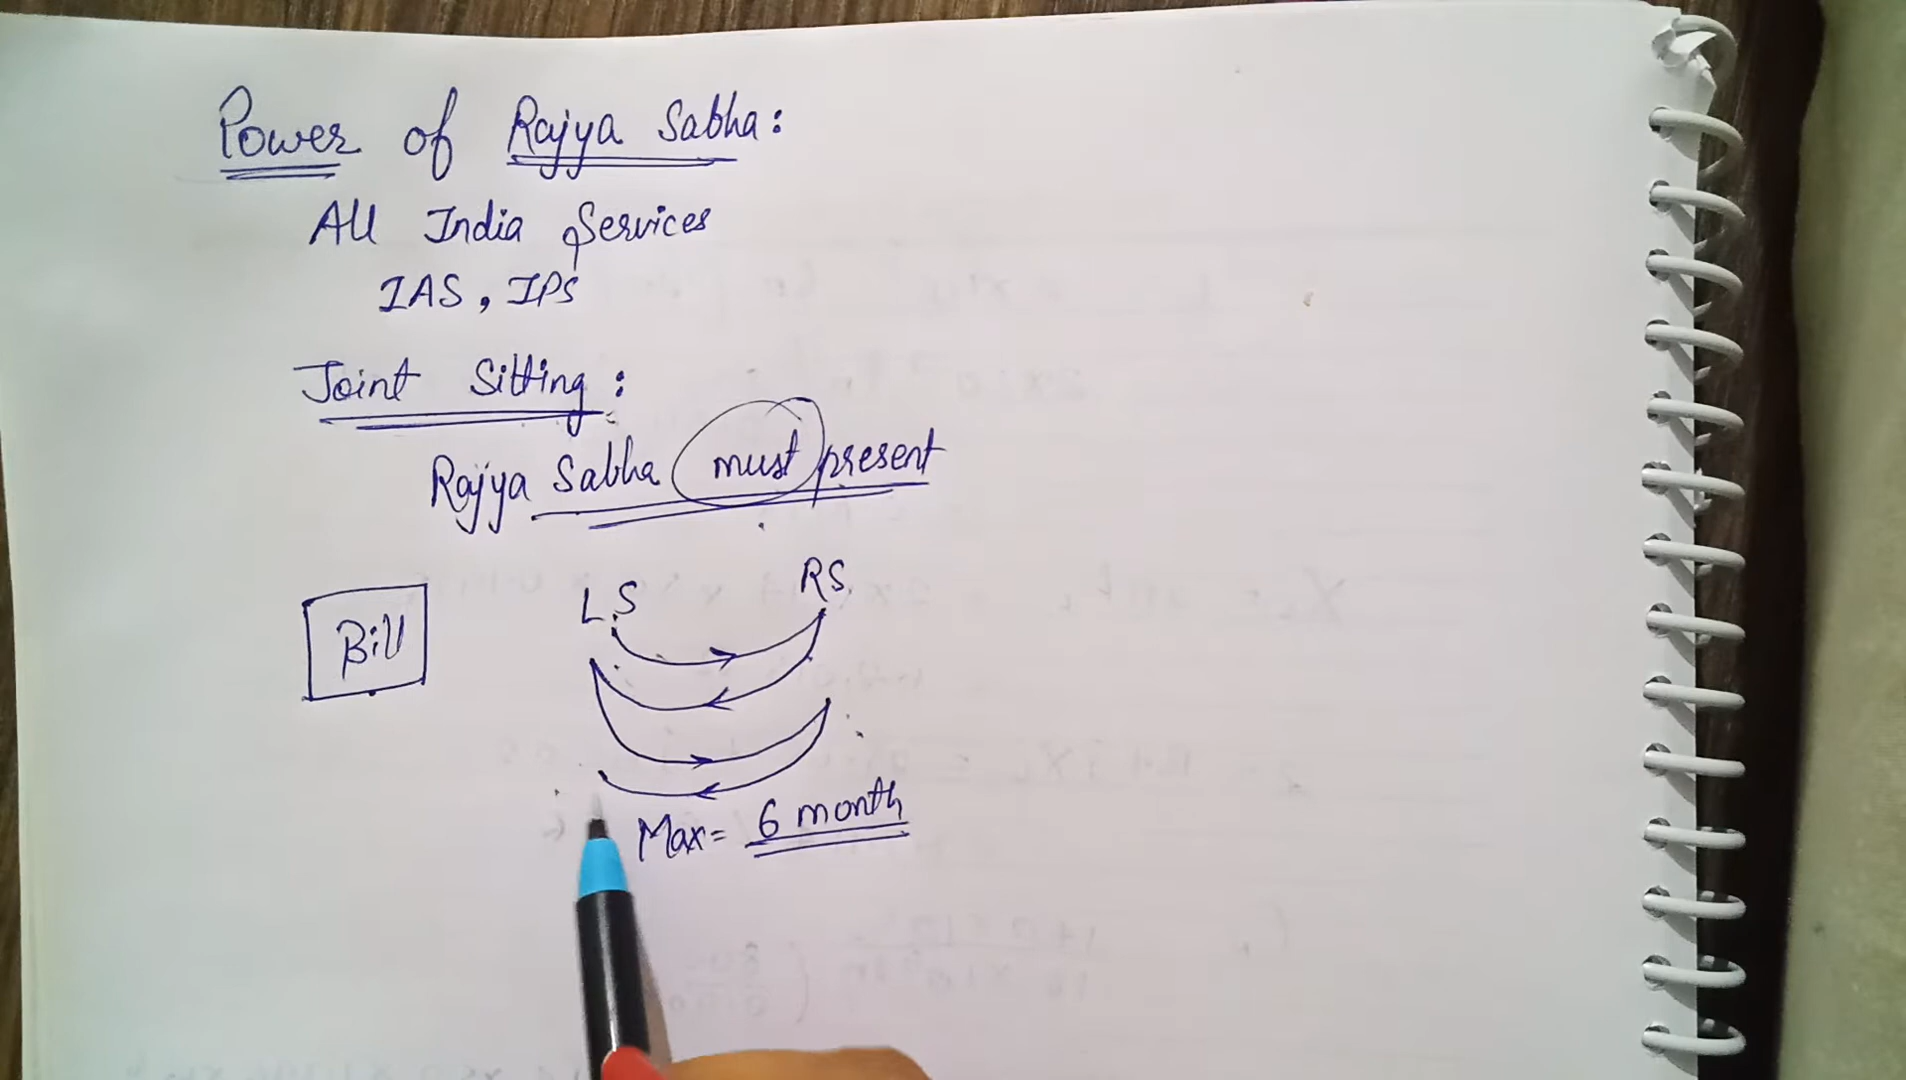 Power of Rajya Sabha:
All India Services
IAS, IPS
Joint Sitting:
Rajya Sabha must present
Bill
LS
RS
Max= 6 month